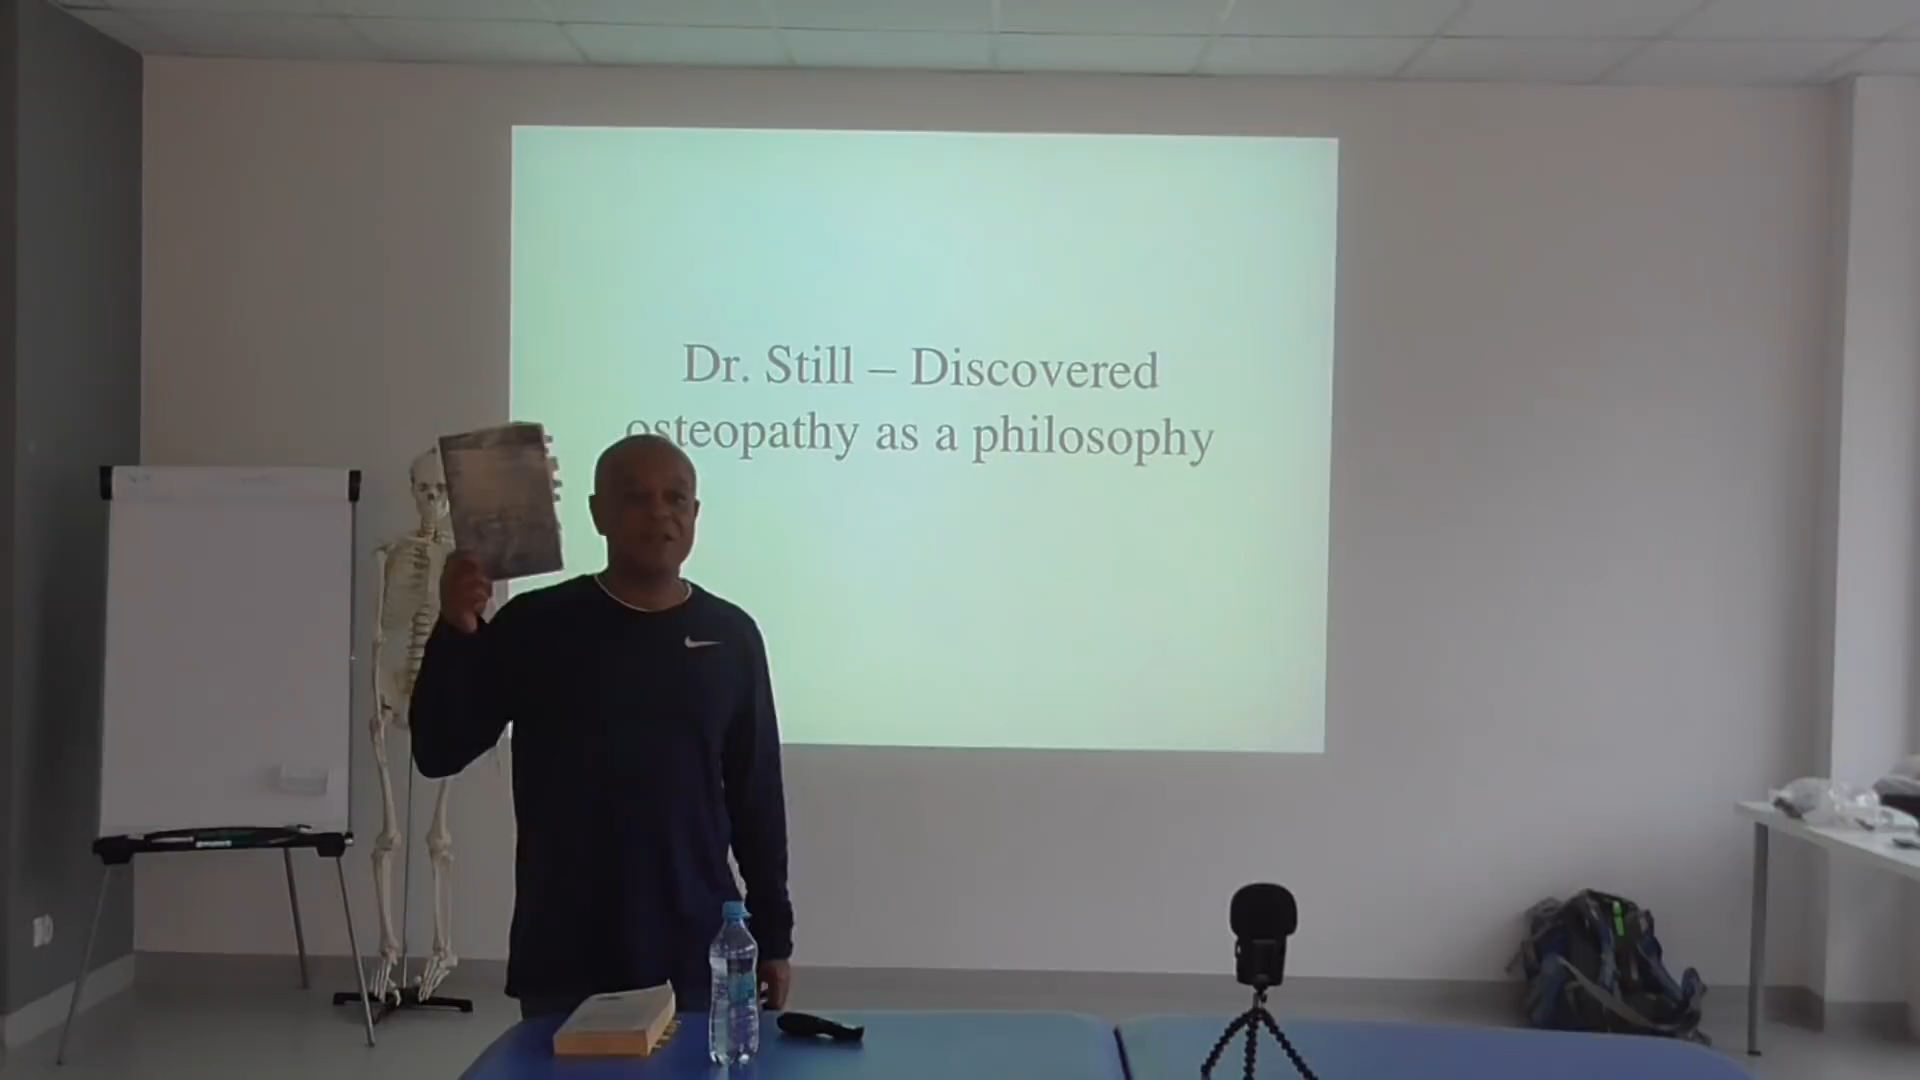 Dr. Still – Discovered
osteopathy as a philosophy